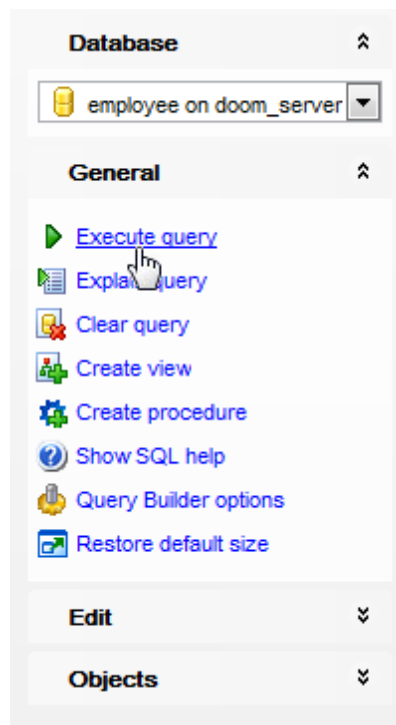 Database
employee on doom_server
General
Execute query
Explain query
Clear query
Create view
Create procedure
Show SQL help
Query Builder options
Restore default size
Edit
Objects